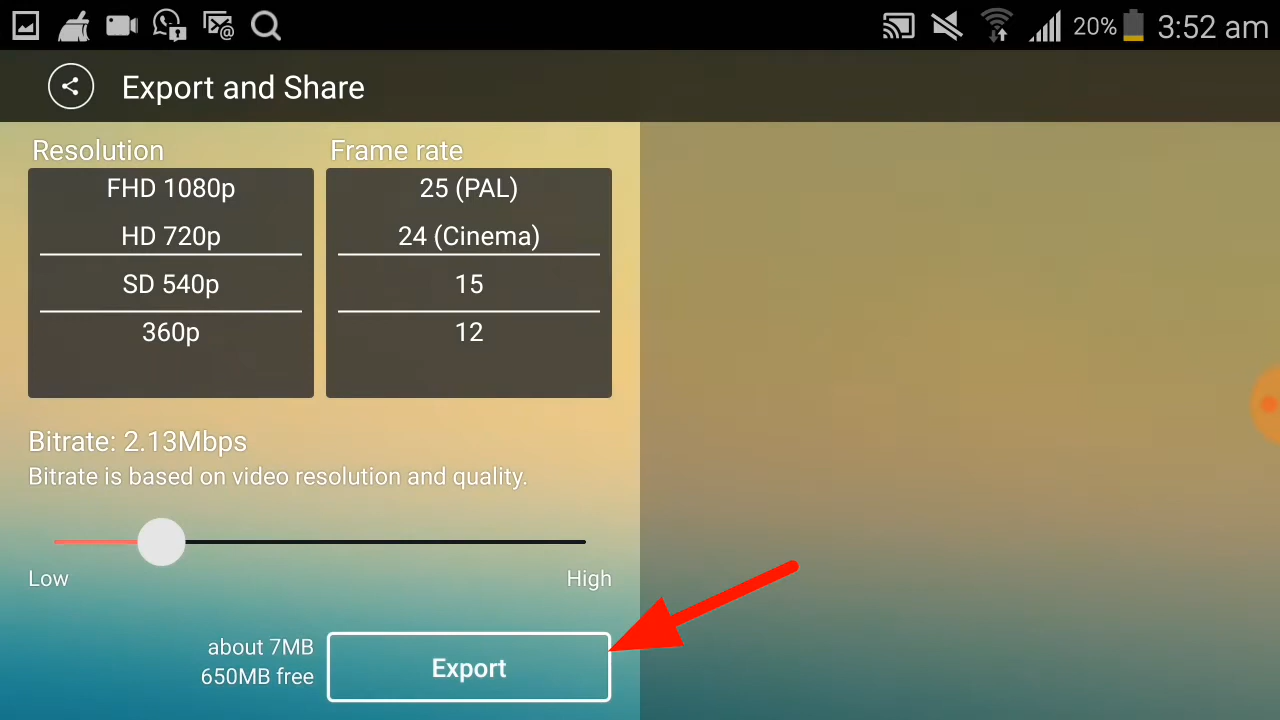 20%
3:52 am
Export and Share
Resolution
Frame rate
FHD 1080p
25 (PAL)
HD 720p
24 (Cinema)
SD 540p
15
360p
12
Bitrate: 2.13Mbps
Bitrate is based on video resolution and quality.
Low
High
about 7MB
650MB free
Export